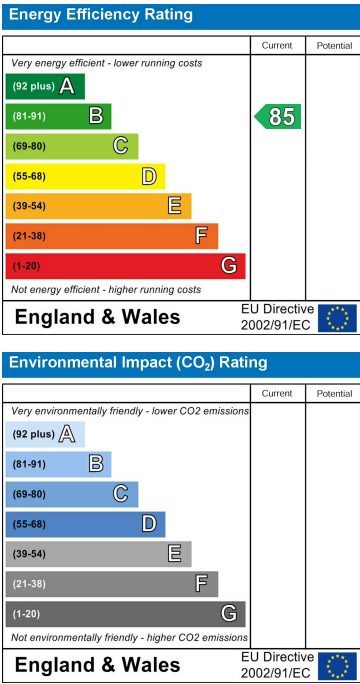 Energy Efficiency Rating
Current Potential
Very energy efficient - lower running costs
(92 plus) A
(81-91) B 85
(69-80) C
(55-68) D
(39-54) E
(21-38) F
(1-20) G
Not energy efficient - higher running costs
England & Wales EU Directive
2002/91/EC
Environmental Impact (CO₂) Rating
Current Potential
Very environmentally friendly - lower CO2 emissions
(92 plus) A
(81-91) B
(69-80) C
(55-68) D
(39-54) E
(21-38) F
(1-20) G
Not environmentally friendly - higher CO2 emissions
England & Wales EU Directive
2002/91/EC